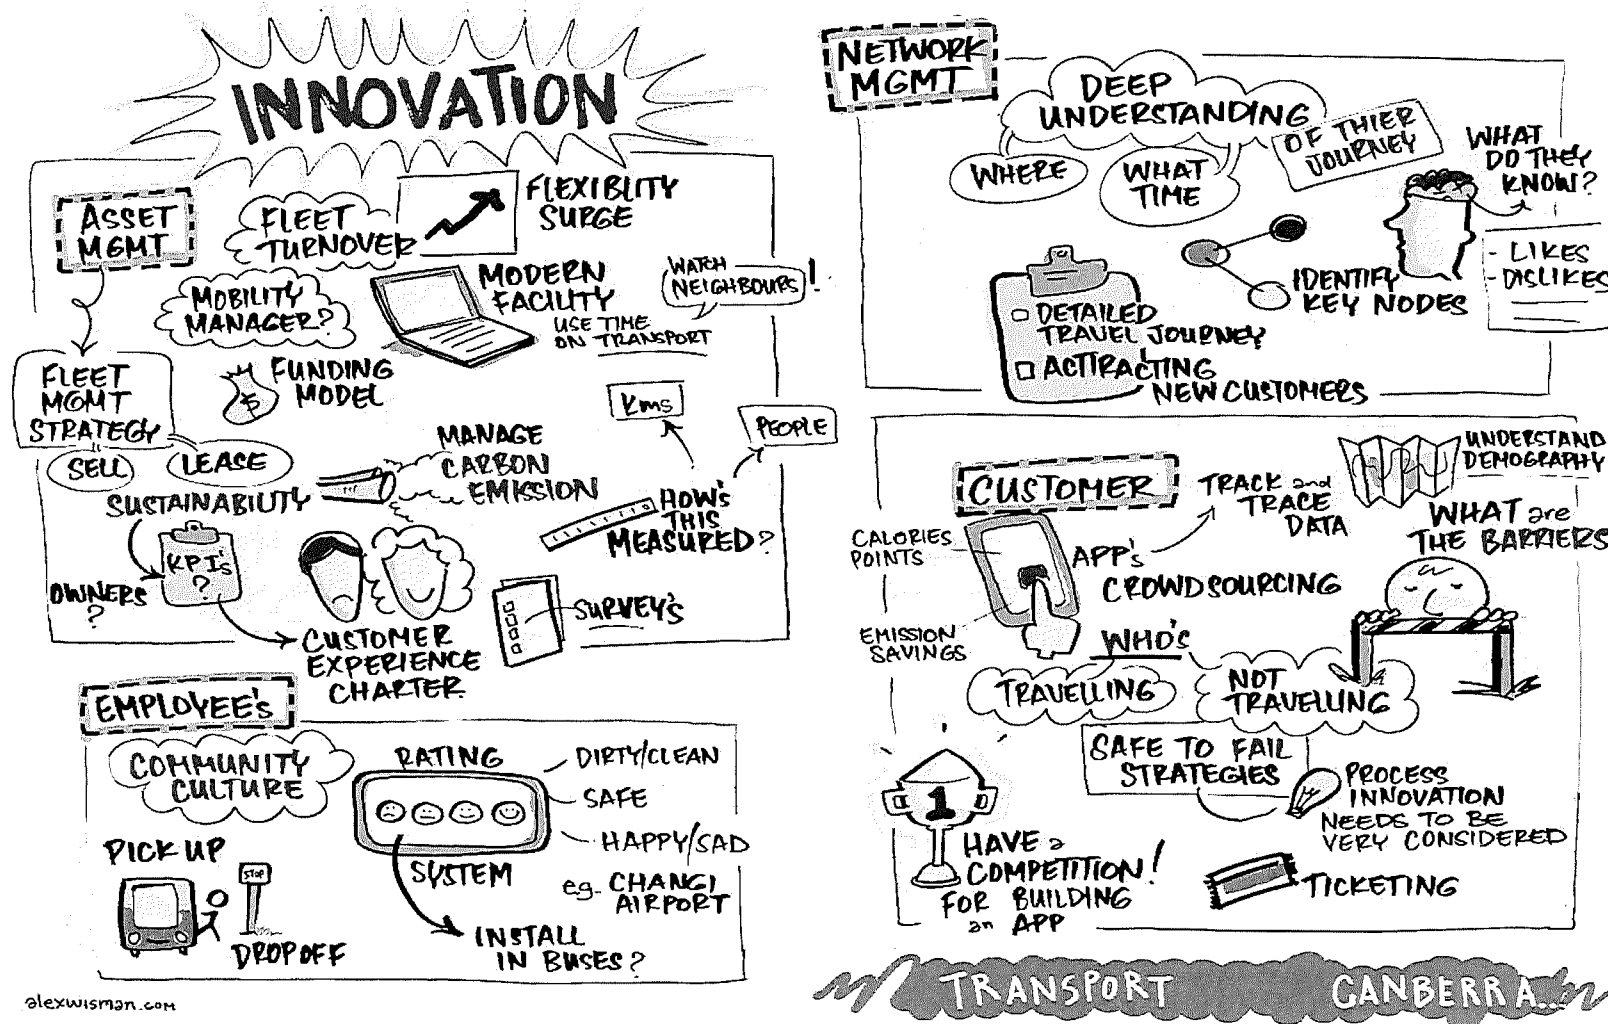 INNOVATION
ASSET
MGMT
FLEET
TURNOVER
FLEXIBLITY
SURGE
MOBILITY
MANAGER?
MODERN
FACILITY
USE TIME
ON TRANSPORT
WATCH
NEIGHBOURS!
FLEET
MGMT
STRATEGY
SELL
LEASE
FUNDING
MODEL
$
SUSTAINABILITY
MANAGE
CARBON
EMISSION
Kms
PEOPLE
HOW'S
THIS
MEASURED?
KPI's
?
OWNERS
?
CUSTOMER
EXPERIENCE
CHARTER
SURVEY'S
EMPLOYEE's
COMMUNITY
CULTURE
RATING
SYSTEM
DIRTY/CLEAN
SAFE
HAPPY/SAD
eg. CHANGI
AIRPORT
INSTALL
IN BUSES?
PICK UP
STOP
DROP OFF
alexwisman.com
NETWORK
MGMT
DEEP
UNDERSTANDING
OF THIER
JOURNEY
WHERE
WHAT
TIME
WHAT
DO THEY
KNOW?
- LIKES
- DISLIKES
IDENTIFY
KEY NODES
DETAILED
TRAVEL JOURNEY
ACTTRACTING
NEW CUSTOMERS
CUSTOMER
CALORIES
POINTS
EMISSION
SAVINGS
APP's
TRACK and
TRACE
DATA
CROWDSOURCING
UNDERSTAND
DEMOGRAPHY
WHAT are
THE BARRIERS
WHO's
TRAVELLING
NOT
TRAVELLING
SAFE TO FAIL
STRATEGIES
PROCESS
INNOVATION
NEEDS TO BE
VERY CONSIDERED
1
HAVE a
COMPETITION!
FOR BUILDING
an APP
TICKETING
TRANSPORT CANBERRA...